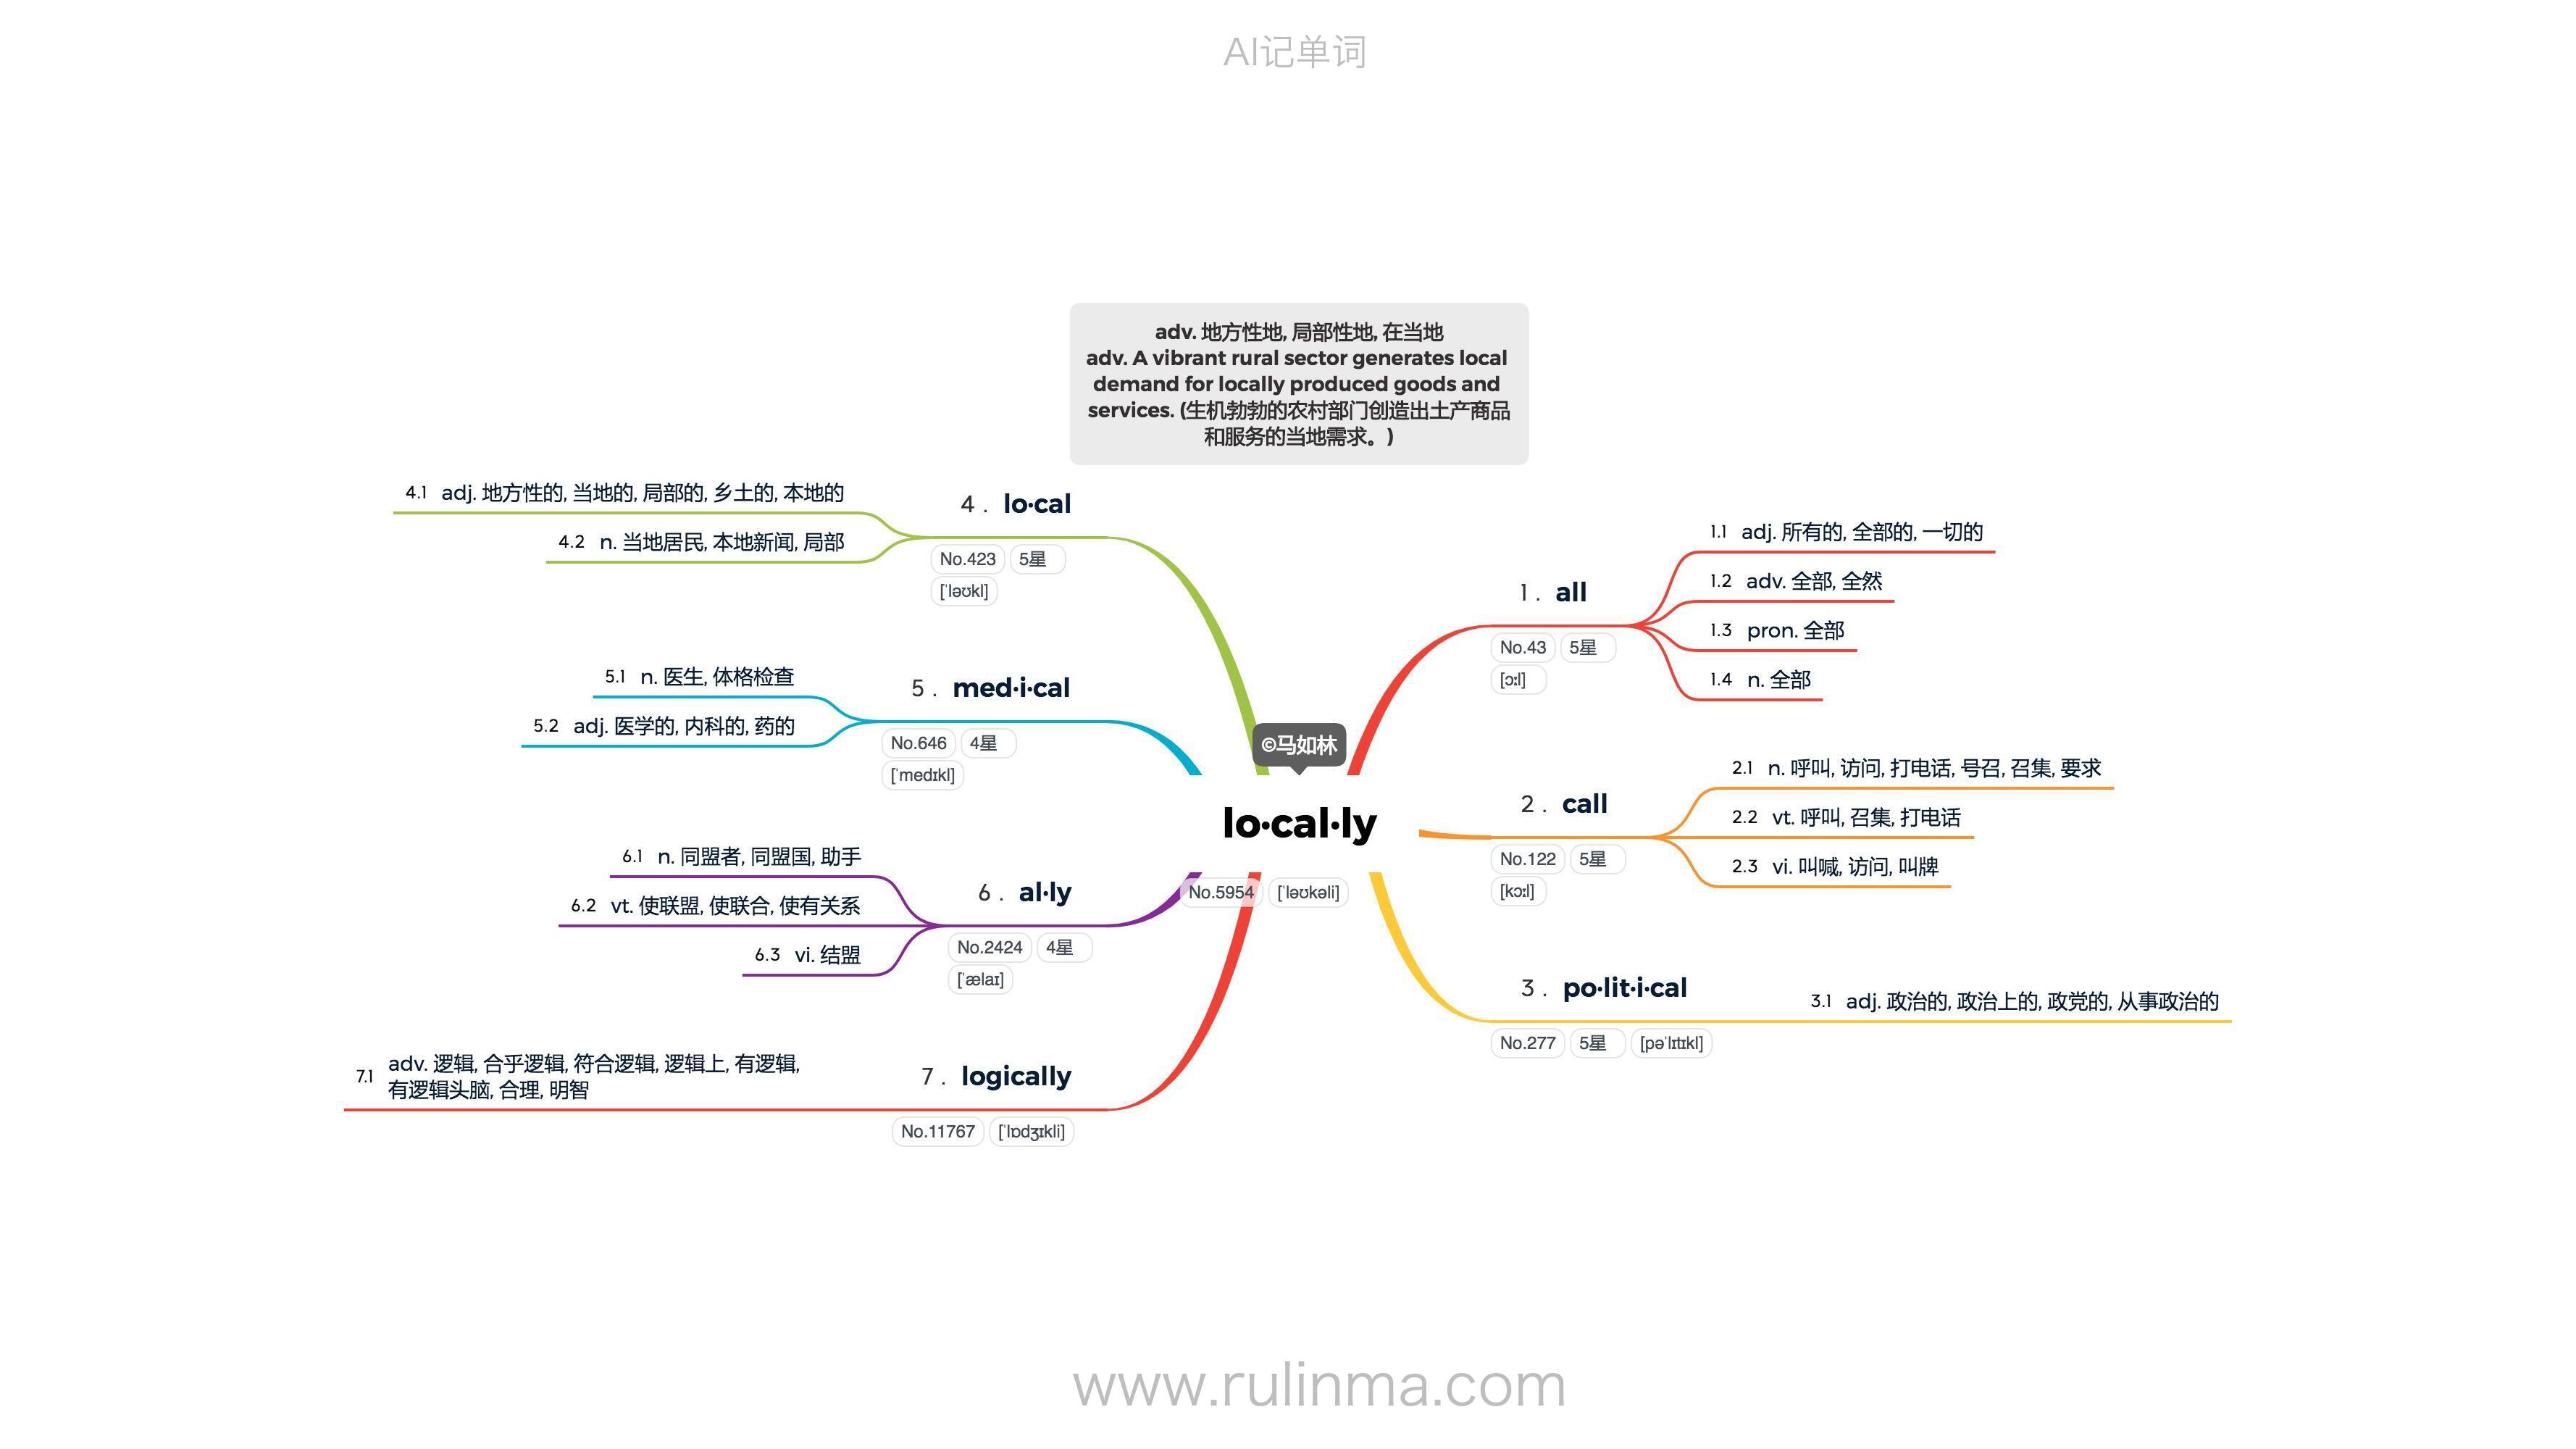 AI记单词
adv. 地方性地, 局部性地, 在当地
adv. A vibrant rural sector generates local
demand for locally produced goods and
services. (生机勃勃的农村部门创造出土产商品
和服务的当地需求。)
©马如林
lo·cal·ly
No.5954 [ˈləʊkəli]
1. all
No.43 5星
[ɔːl]
1.1 adj. 所有的, 全部的, 一切的
1.2 adv. 全部, 全然
1.3 pron. 全部
1.4 n. 全部
2. call
No.122 5星
[kɔːl]
2.1 n. 呼叫, 访问, 打电话, 号召, 召集, 要求
2.2 vt. 呼叫, 召集, 打电话
2.3 vi. 叫喊, 访问, 叫牌
3. po·lit·i·cal
No.277 5星 [pəˈlɪtɪkl]
3.1 adj. 政治的, 政治上的, 政党的, 从事政治的
4. lo·cal
No.423 5星
[ˈləʊkl]
4.1 adj. 地方性的, 当地的, 局部的, 乡土的, 本地的
4.2 n. 当地居民, 本地新闻, 局部
5. med·i·cal
No.646 4星
[ˈmedɪkl]
5.1 n. 医生, 体格检查
5.2 adj. 医学的, 内科的, 药的
6. al·ly
No.2424 4星
[ˈælaɪ]
6.1 n. 同盟者, 同盟国, 助手
6.2 vt. 使联盟, 使联合, 使有关系
6.3 vi. 结盟
7. logically
No.11767 [ˈlɒdʒɪkli]
7.1 adv. 逻辑, 合乎逻辑, 符合逻辑, 逻辑上, 有逻辑,
有逻辑头脑, 合理, 明智
www.rulinma.com